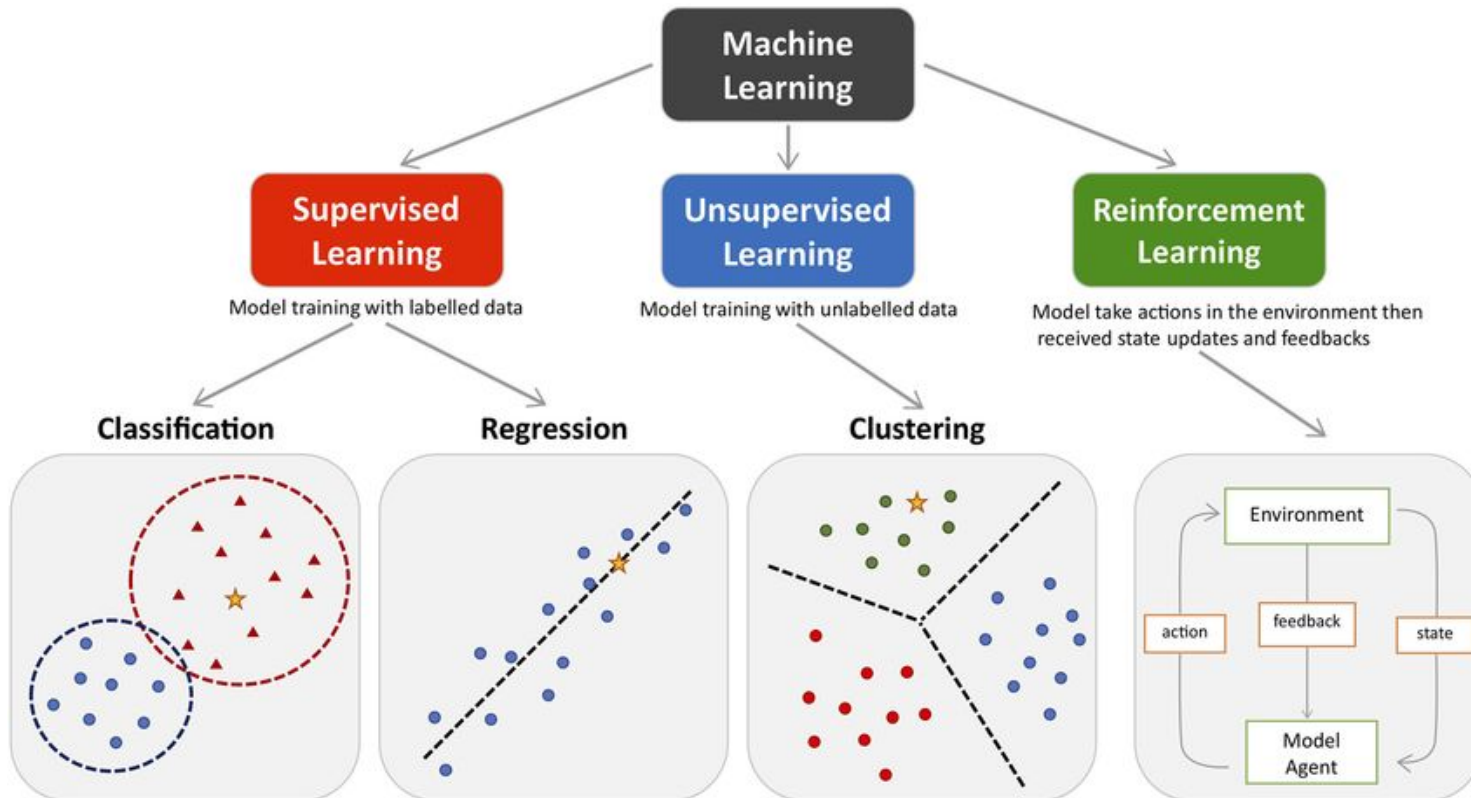 Machine
Learning
Supervised
Learning
Unsupervised
Learning
Reinforcement
Learning
Model training with labelled data
Model training with unlabelled data
Model take actions in the environment then
received state updates and feedbacks
Classification
Regression
Clustering
Environment
action
feedback
state
Model
Agent